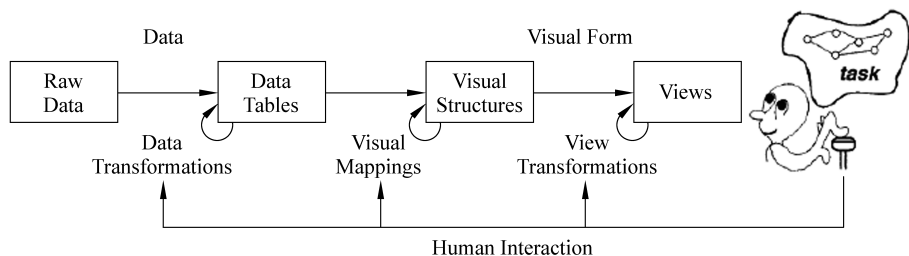 Data
Visual Form
Raw
Data
Data
Tables
Visual
Structures
Views
task
Data
Transformations
Visual
Mappings
View
Transformations
Human Interaction